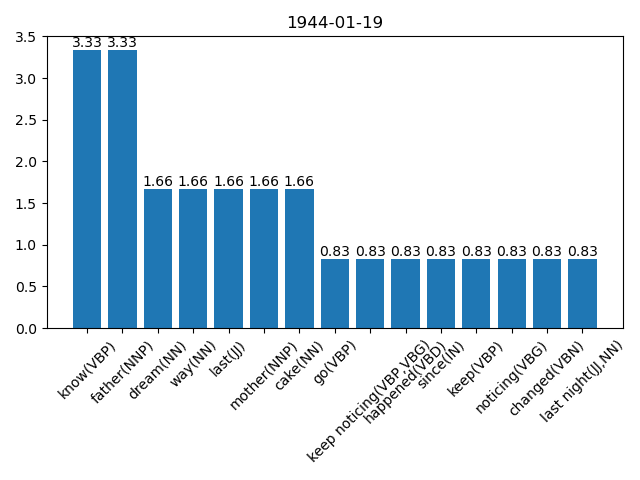 1944-01-19
3.5
3.0
2.5
2.0
1.5
1.0
0.5
0.0
3.33 3.33 1.66 1.66 1.66 1.66 1.66 0.83 0.83 0.83 0.83 0.83 0.83 0.83 0.83
know(VBP)
father(NNP)
dream(NN)
way(NN)
last(JJ)
mother(NNP)
cake(NN)
go(VBP)
keep noticing(VBP,VBG)
happened(VBD)
since(IN)
keep(VBP)
noticing(VBG)
changed(VBN)
last night(JJ,NN)